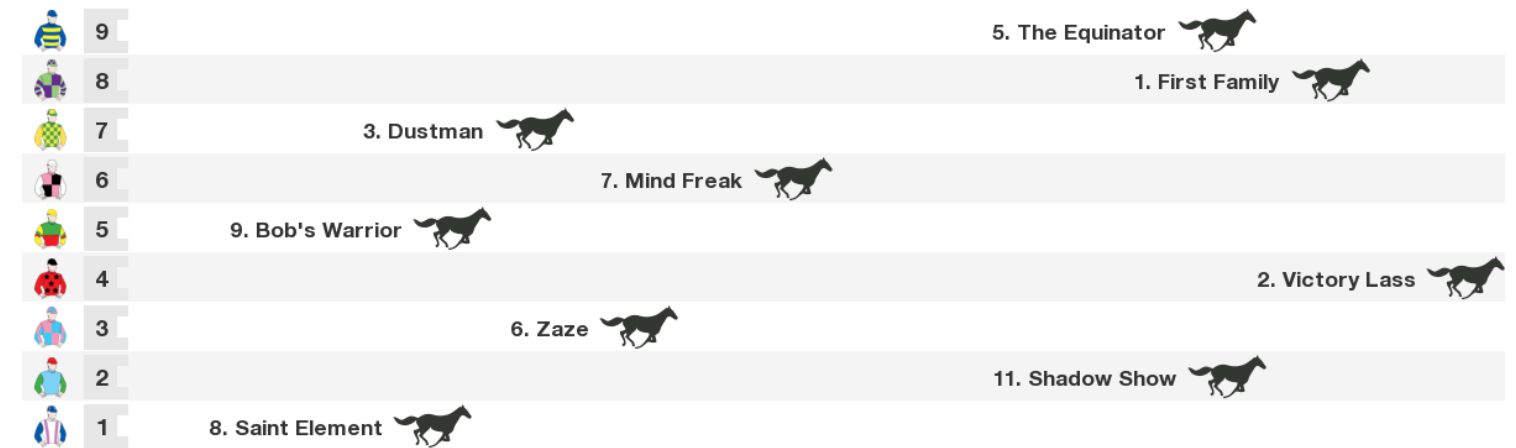 9 5. The Equinator
8 1. First Family
7 3. Dustman
6 7. Mind Freak
5 9. Bob's Warrior
4 2. Victory Lass
3 6. Zaze
2 11. Shadow Show
1 8. Saint Element